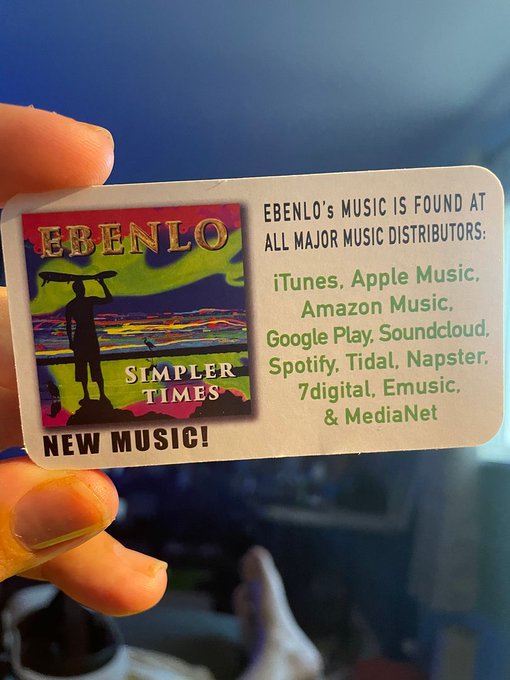 EBENLO
SIMPLER
TIMES
NEW MUSIC!
EBENLO's MUSIC IS FOUND AT
ALL MAJOR MUSIC DISTRIBUTORS:
iTunes, Apple Music,
Amazon Music,
Google Play, Soundcloud,
Spotify, Tidal, Napster,
7digital, Emusic,
& MediaNet